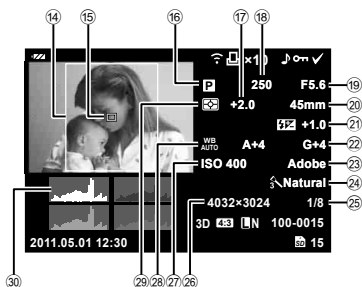 ⑭ ⑮ ⑯ ⑰ ⑱
×10
P 250 F5.6 ⑲
+2.0 45mm ⑳
+1.0 ㉑
WB AUTO A+4 G+4 ㉒
ISO 400 Adobe ㉓
3 Natural ㉔
4032×3024 1/8 ㉕
3D 4:3 LN 100-0015
2011.05.01 12:30 SD 15
㉚ ㉙ ㉘ ㉗ ㉖